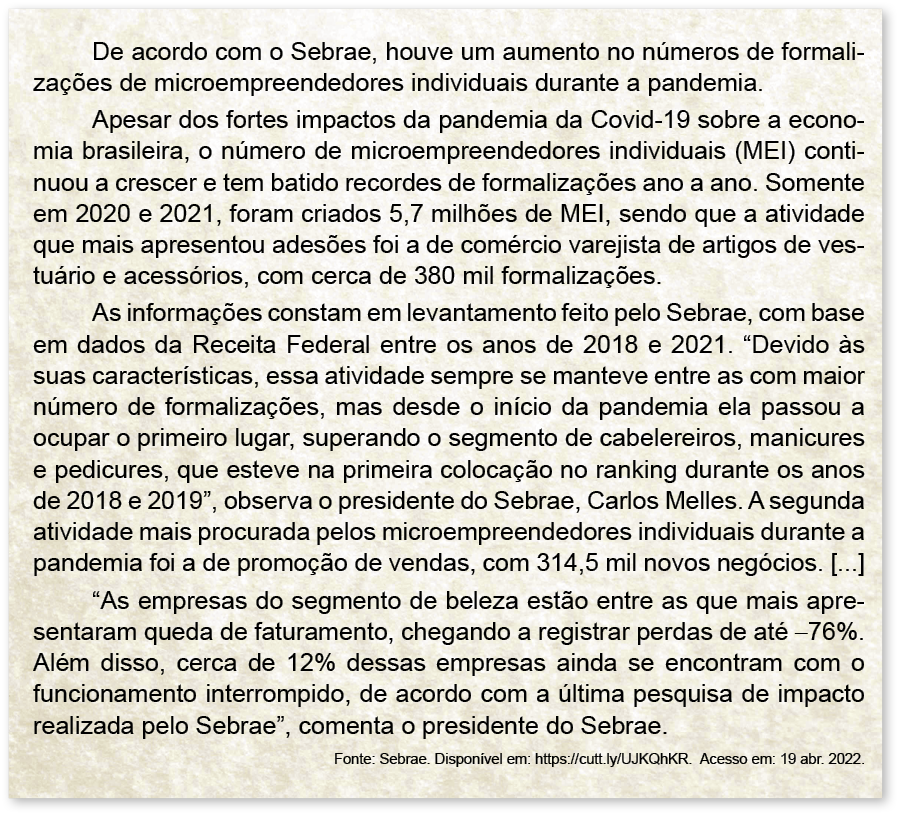 De acordo com o Sebrae, houve um aumento no números de formali-
zações de microempreendedores individuais durante a pandemia.
Apesar dos fortes impactos da pandemia da Covid-19 sobre a econo-
mia brasileira, o número de microempreendedores individuais (MEI) conti-
nuou a crescer e tem batido recordes de formalizações ano a ano. Somente
em 2020 e 2021, foram criados 5,7 milhões de MEI, sendo que a atividade
que mais apresentou adesões foi a de comércio varejista de artigos de ves-
tuário e acessórios, com cerca de 380 mil formalizações.
As informações constam em levantamento feito pelo Sebrae, com base
em dados da Receita Federal entre os anos de 2018 e 2021. “Devido às
suas características, essa atividade sempre se manteve entre as com maior
número de formalizações, mas desde o início da pandemia ela passou a
ocupar o primeiro lugar, superando o segmento de cabelereiros, manicures
e pedicures, que esteve na primeira colocação no ranking durante os anos
de 2018 e 2019”, observa o presidente do Sebrae, Carlos Melles. A segunda
atividade mais procurada pelos microempreendedores individuais durante a
pandemia foi a de promoção de vendas, com 314,5 mil novos negócios. [...]
“As empresas do segmento de beleza estão entre as que mais apre-
sentaram queda de faturamento, chegando a registrar perdas de até –76%.
Além disso, cerca de 12% dessas empresas ainda se encontram com o
funcionamento interrompido, de acordo com a última pesquisa de impacto
realizada pelo Sebrae”, comenta o presidente do Sebrae.
Fonte: Sebrae. Disponível em: https://cutt.ly/UJKQhKR. Acesso em: 19 abr. 2022.